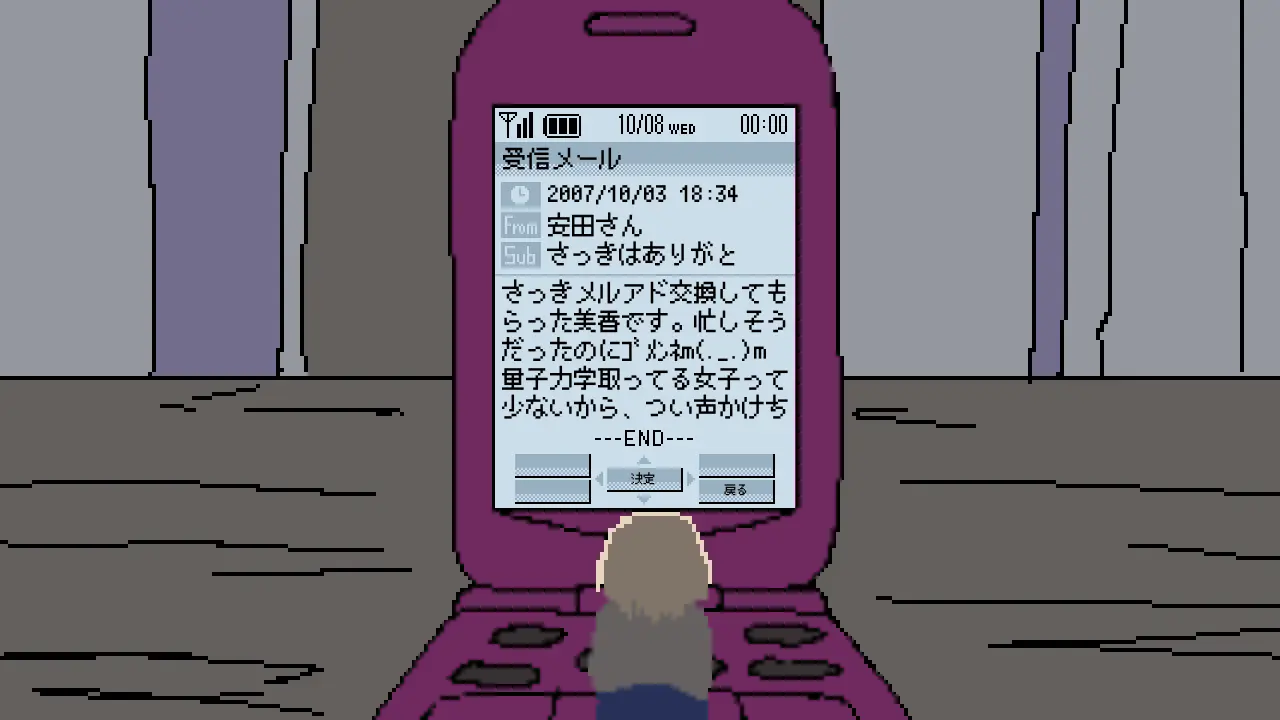 10/08 WED 00:00
受信メール
2007/10/03 18:34
From 安田さん
Sub さっきはありがと
さっきメルアド交換しても
らった美香です。忙しそう
だったのにｺﾞﾒﾝﾈm(._.)m
量子力学取ってる女子って
少ないから、つい声かけち
---END---
決定
戻る